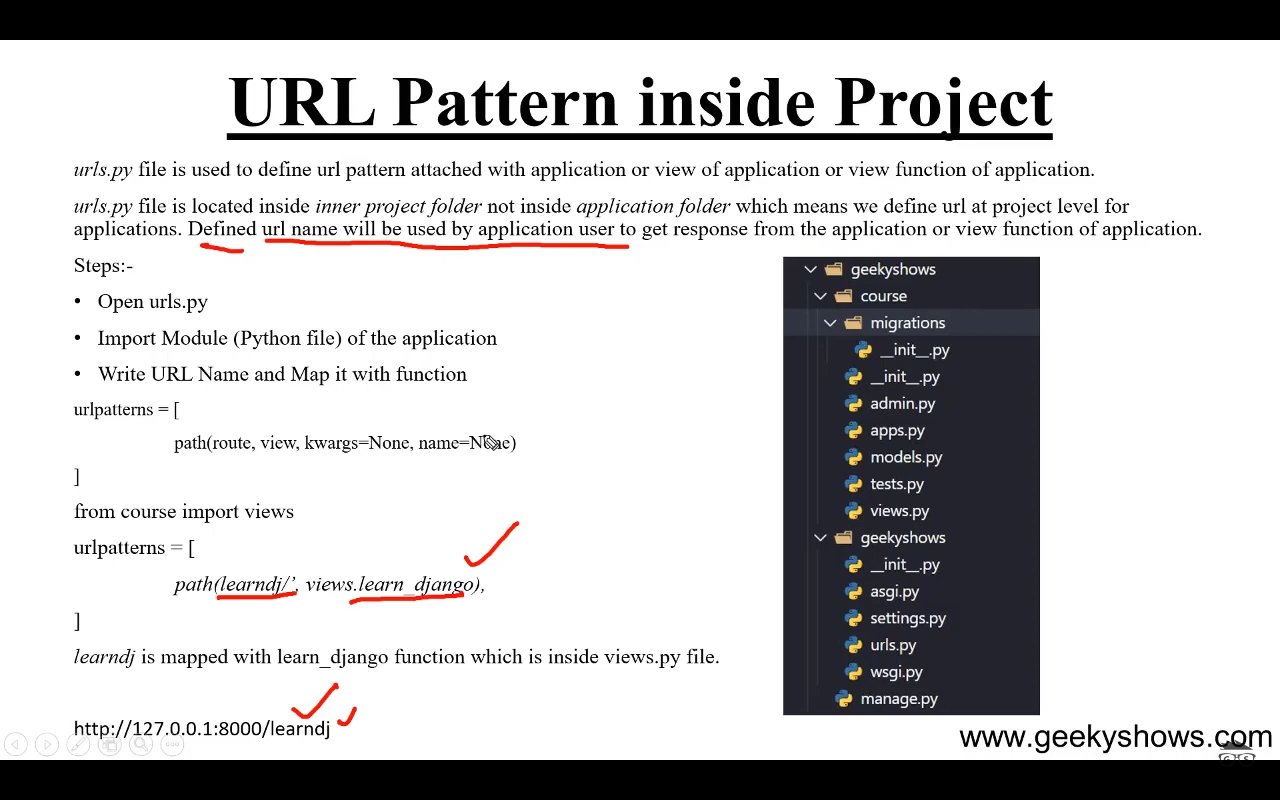 URL Pattern inside Project
urls.py file is used to define url pattern attached with application or view of application or view function of application.
urls.py file is located inside inner project folder not inside application folder which means we define url at project level for
applications. Defined url name will be used by application user to get response from the application or view function of application.
Steps:-
• Open urls.py
• Import Module (Python file) of the application
• Write URL Name and Map it with function
urlpatterns = [
path(route, view, kwargs=None, name=None)
]
from course import views
urlpatterns = [
path(learndj/’, views.learn_django),
]
learndj is mapped with learn_django function which is inside views.py file.
http://127.0.0.1:8000/learndj
geekyshows
course
migrations
__init__.py
__init__.py
admin.py
apps.py
models.py
tests.py
views.py
geekyshows
__init__.py
asgi.py
settings.py
urls.py
wsgi.py
manage.py
www.geekyshows.com